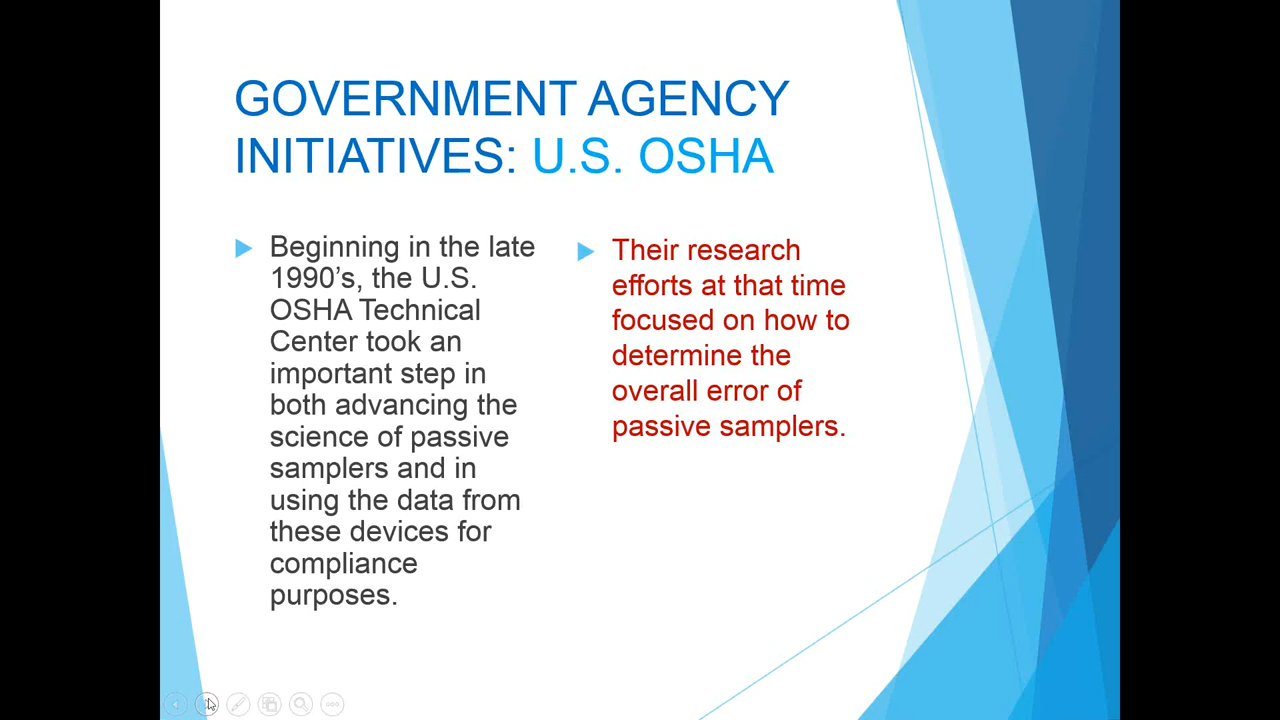 GOVERNMENT AGENCY
INITIATIVES: U.S. OSHA
Beginning in the late
1990’s, the U.S.
OSHA Technical
Center took an
important step in
both advancing the
science of passive
samplers and in
using the data from
these devices for
compliance
purposes.
Their research
efforts at that time
focused on how to
determine the
overall error of
passive samplers.